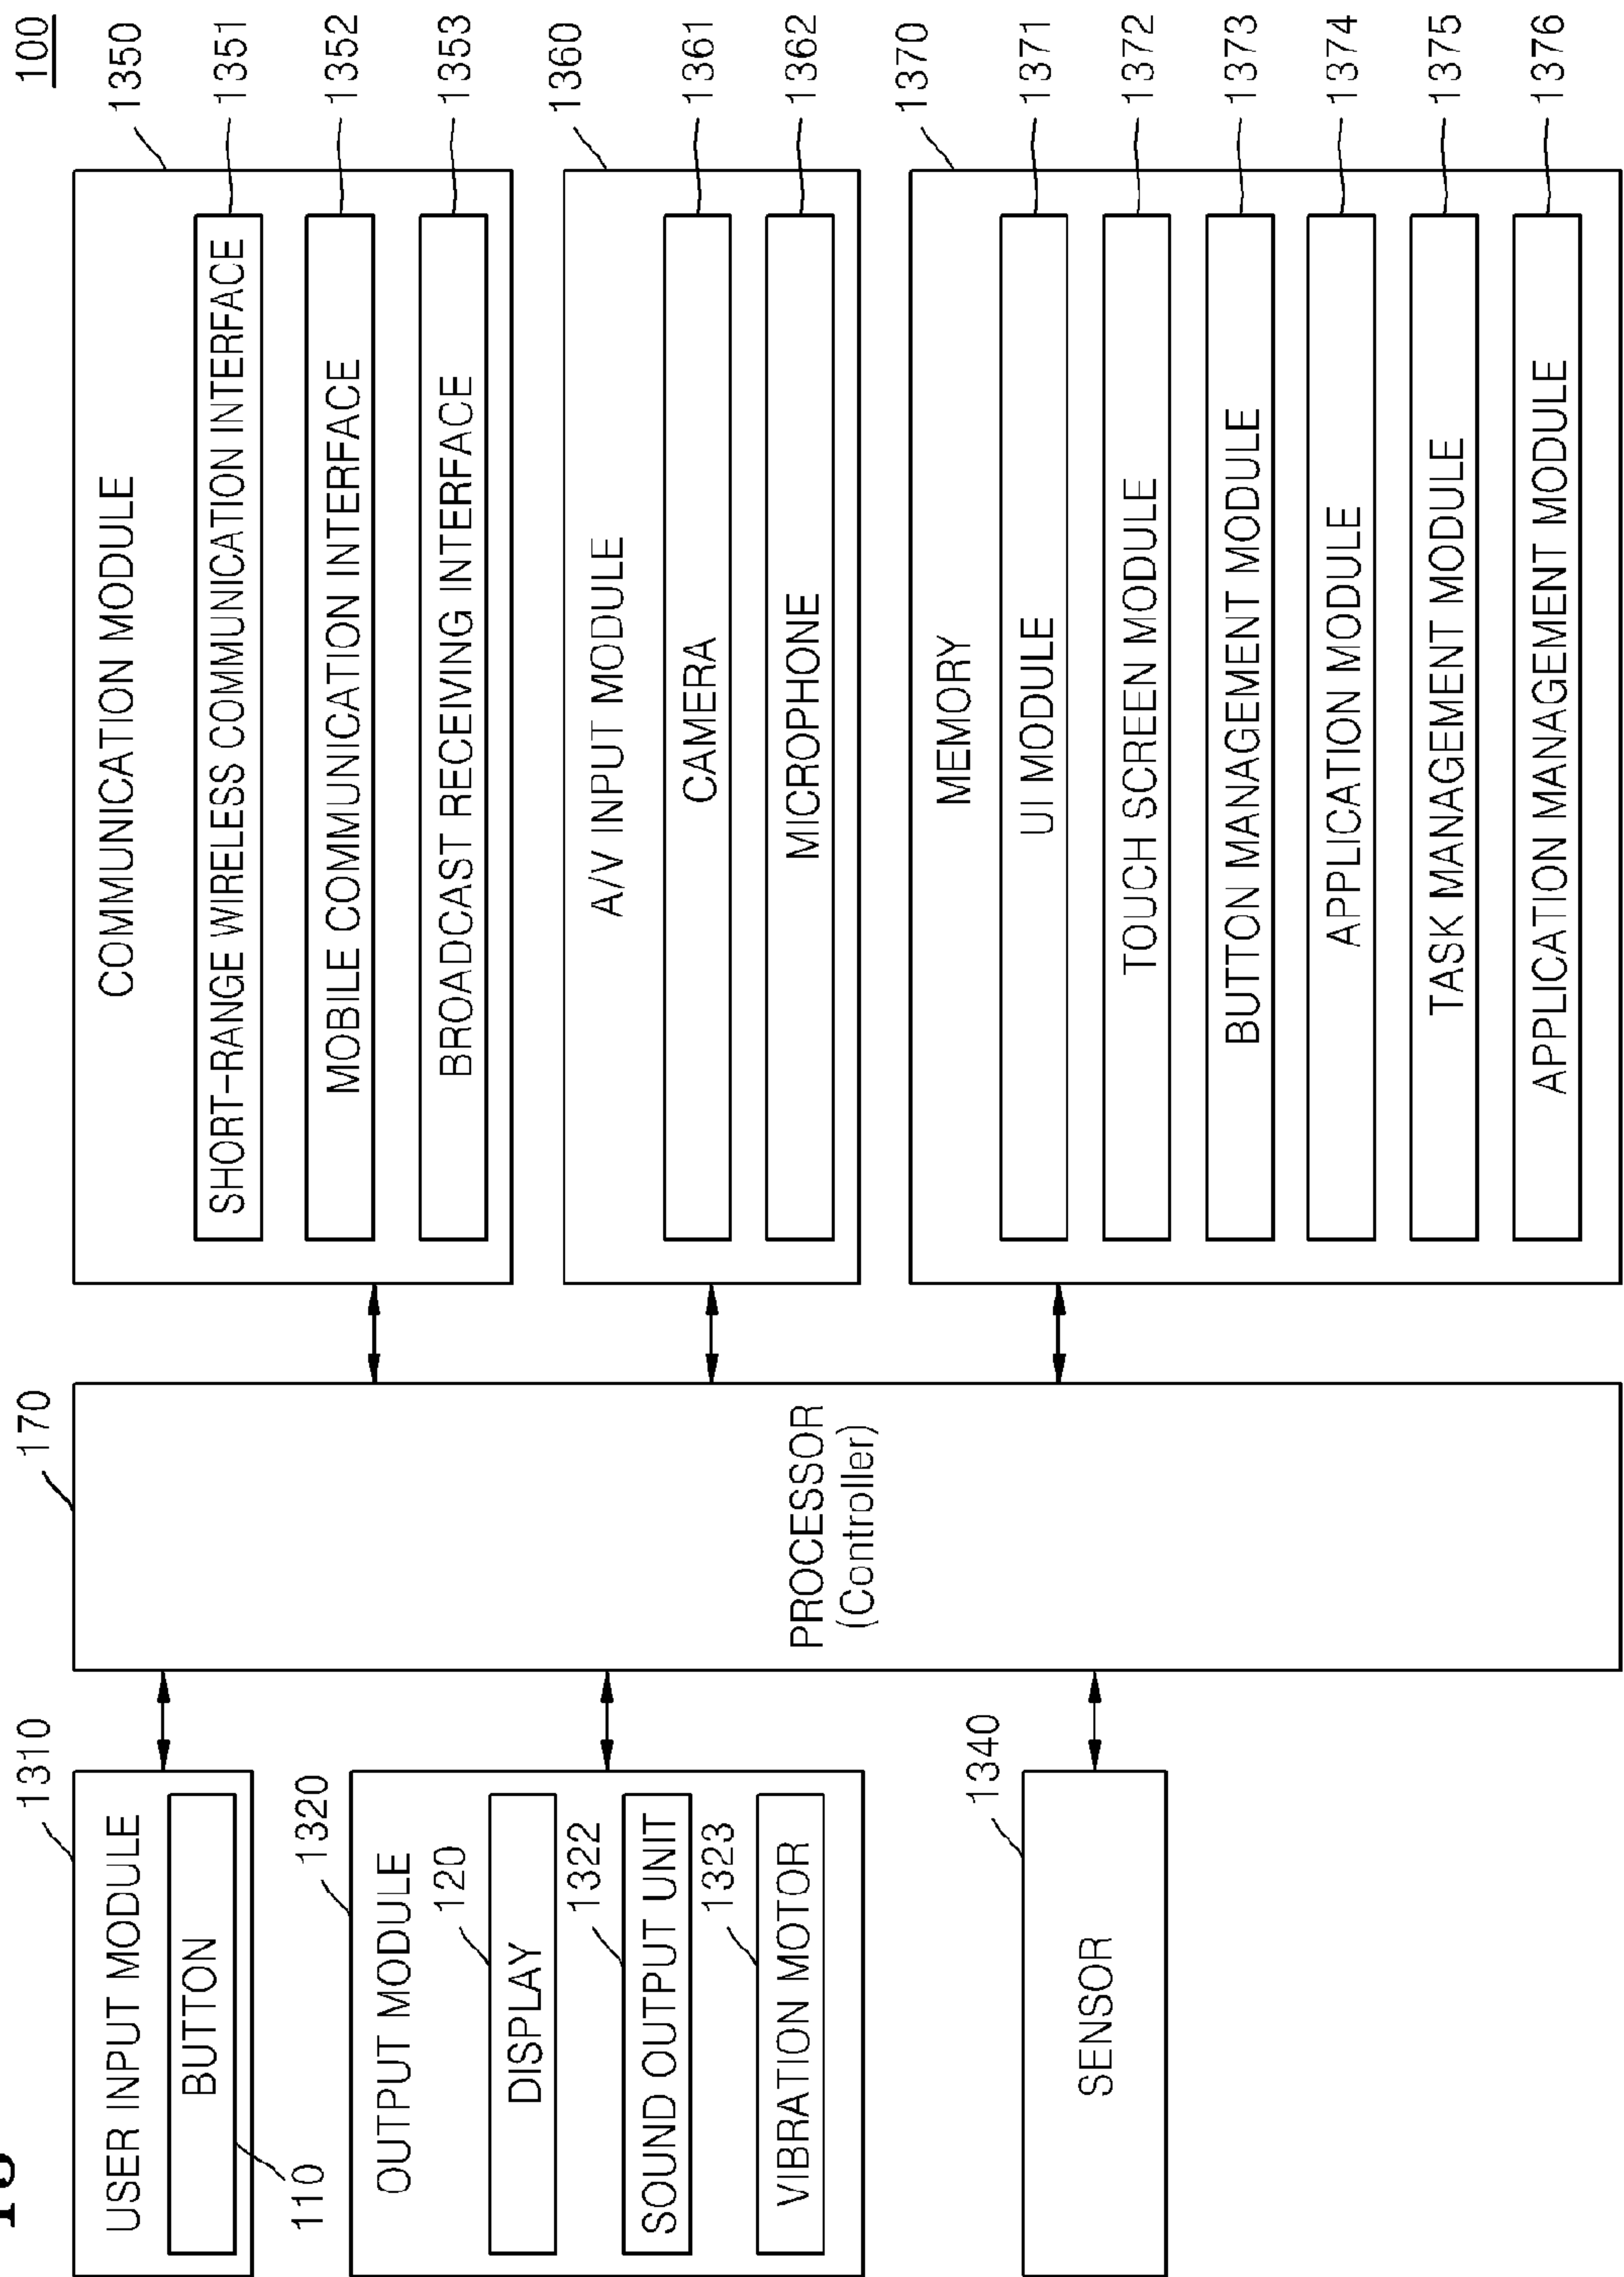 100
1310
USER INPUT MODULE
BUTTON
110
1320
OUTPUT MODULE
120
DISPLAY
1322
SOUND OUTPUT UNIT
1323
VIBRATION MOTOR
1340
SENSOR
170
PROCESSOR
(Controller)
COMMUNICATION MODULE
1350
SHORT-RANGE WIRELESS COMMUNICATION INTERFACE
1351
MOBILE COMMUNICATION INTERFACE
1352
BROADCAST RECEIVING INTERFACE
1353
A/V INPUT MODULE
1360
CAMERA
1361
MICROPHONE
1362
MEMORY
1370
UI MODULE
1371
TOUCH SCREEN MODULE
1372
BUTTON MANAGEMENT MODULE
1373
APPLICATION MODULE
1374
TASK MANAGEMENT MODULE
1375
APPLICATION MANAGEMENT MODULE
1376